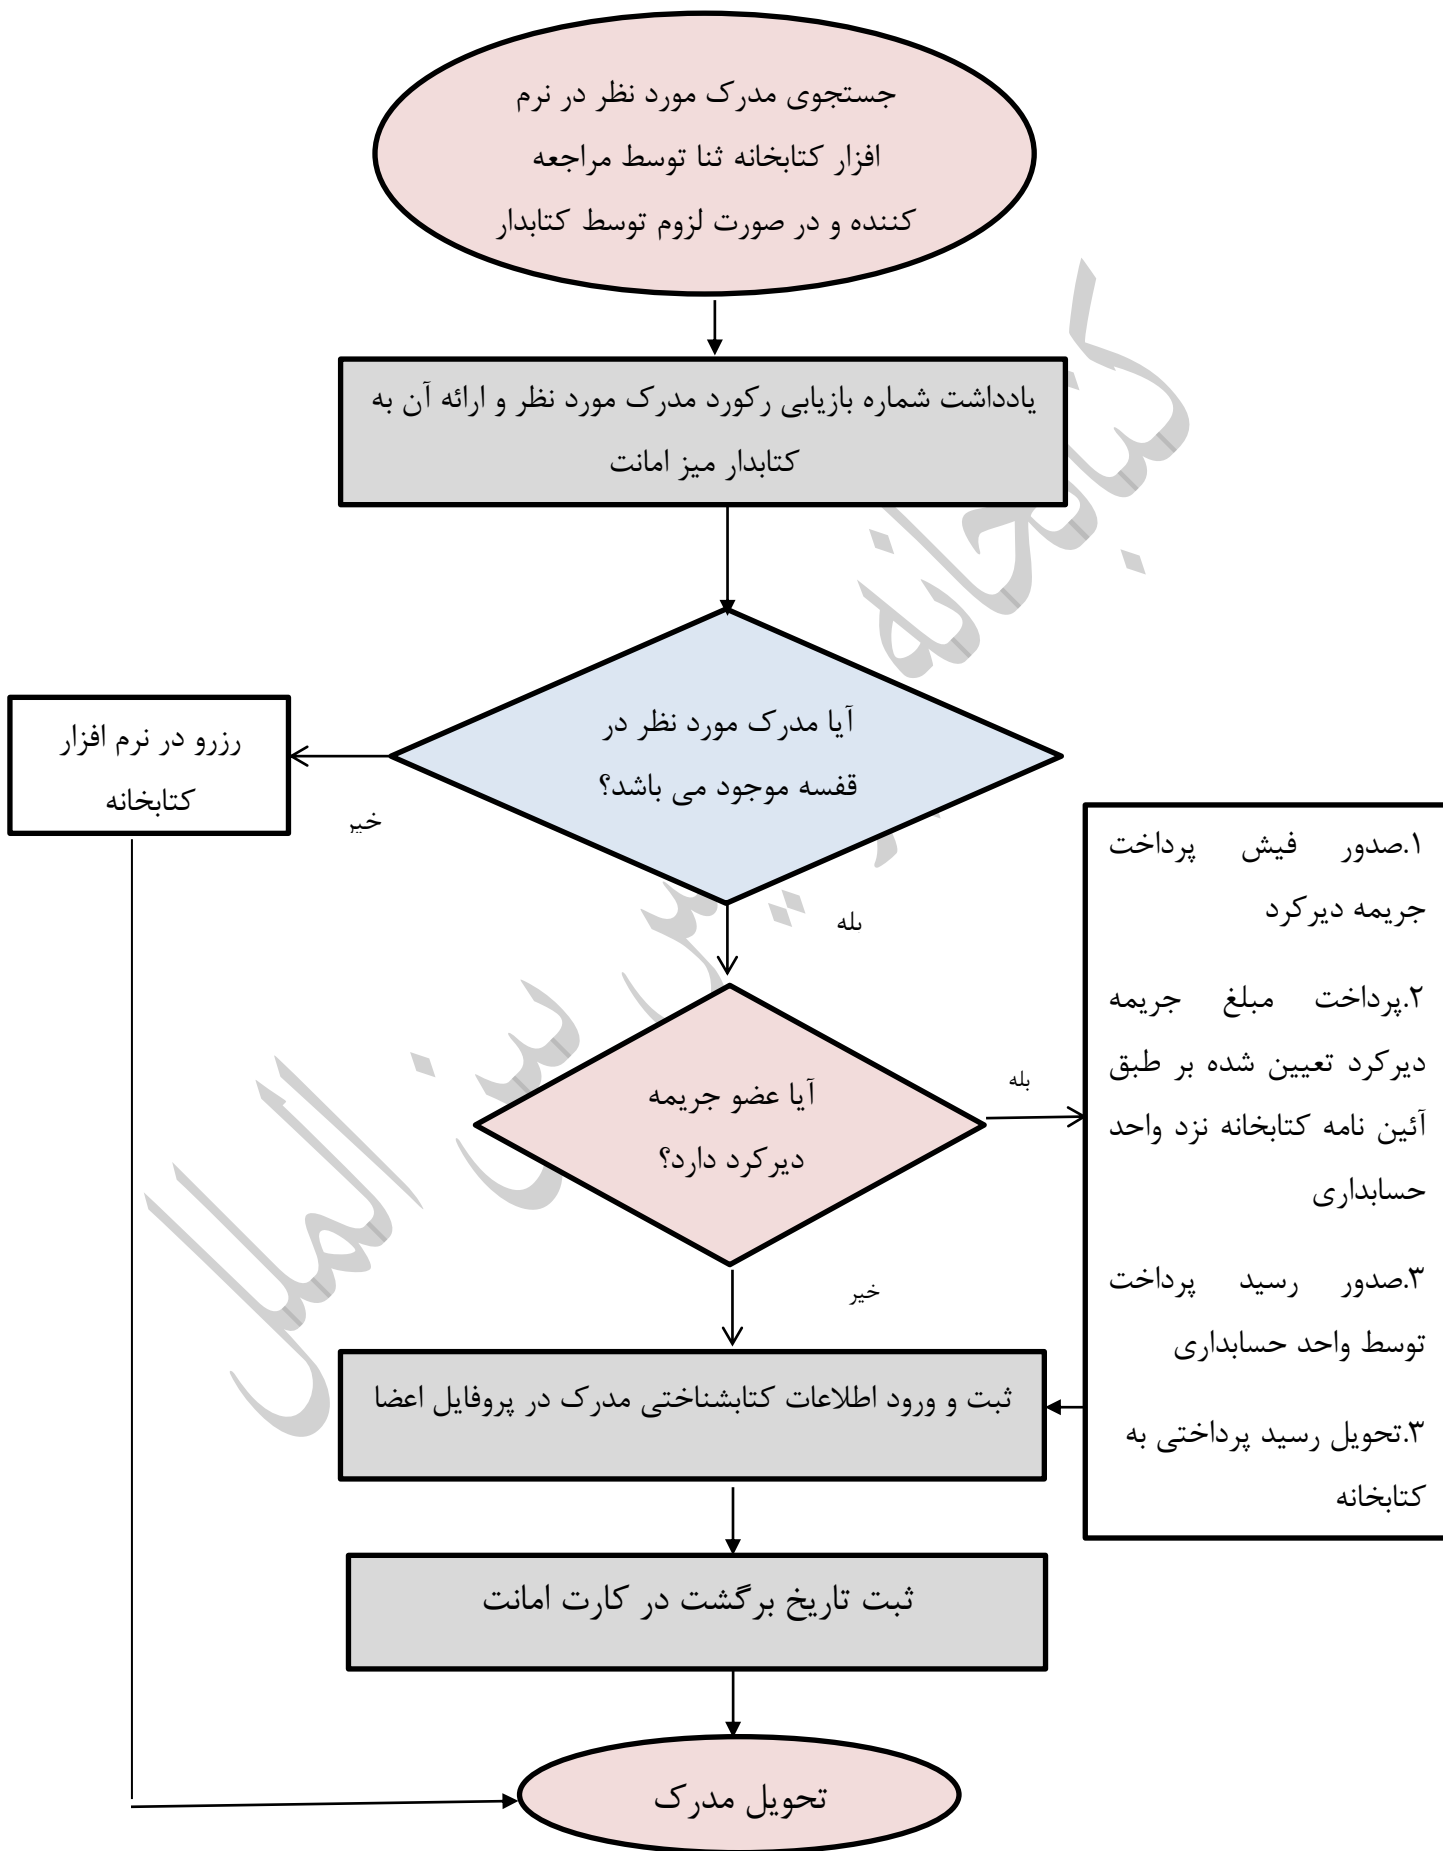 جستجوی مدرک مورد نظر در نرم
افزار کتابخانه ثنا توسط مراجعه
کننده و در صورت لزوم توسط کتابدار
یادداشت شماره بازیابی رکورد مدرک مورد نظر و ارائه آن به
کتابدار میز امانت
آیا مدرک مورد نظر در
قفسه موجود می باشد؟
خیر
رزرو در نرم افزار
کتابخانه
بله
آیا عضو جریمه
دیرکرد دارد؟
بله
۱.صدور فیش پرداخت
جریمه دیرکرد
۲.پرداخت مبلغ جریمه
دیرکرد تعیین شده بر طبق
آئین نامه کتابخانه نزد واحد
حسابداری
۳.صدور رسید پرداخت
توسط واحد حسابداری
۳.تحویل رسید پرداختی به
کتابخانه
خیر
ثبت و ورود اطلاعات کتابشناختی مدرک در پروفایل اعضا
ثبت تاریخ برگشت در کارت امانت
تحویل مدرک
کتابخانه
بین الملل